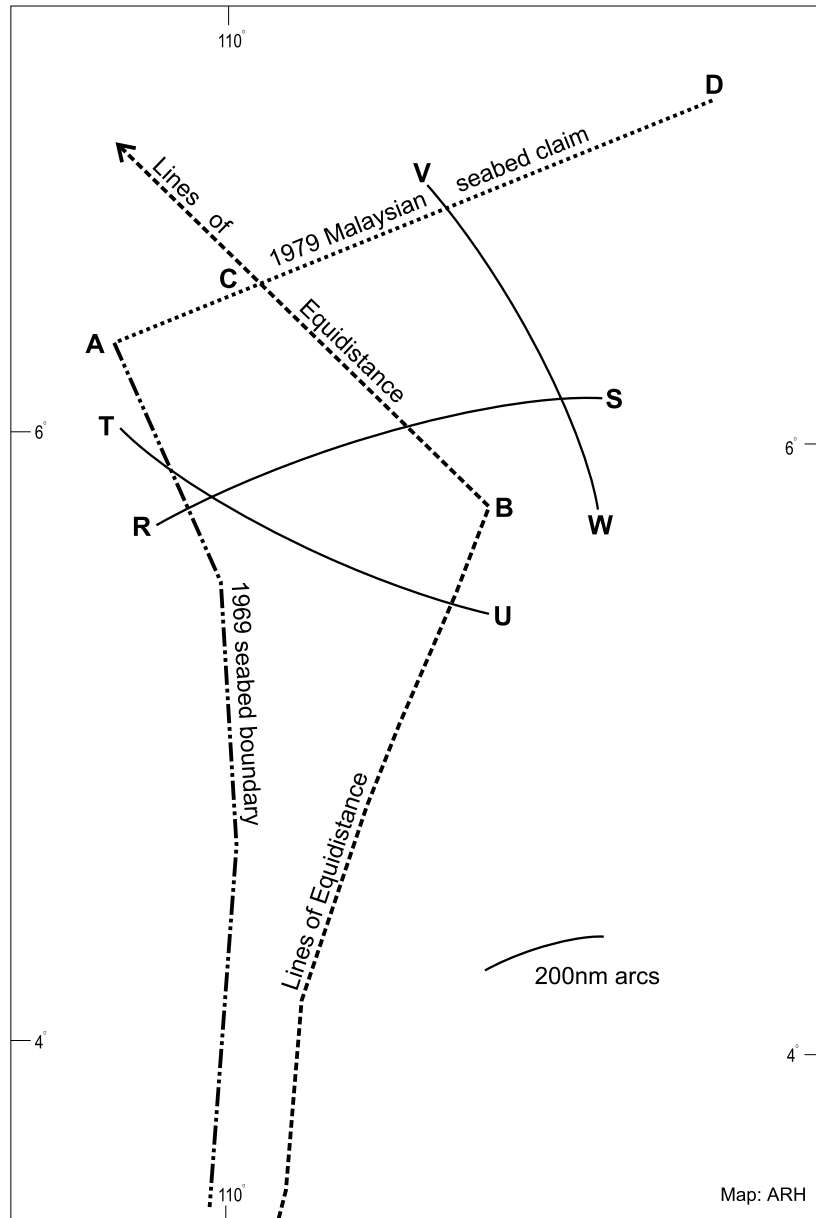 110°
D
Lines of
V
1979 Malaysian seabed claim
C
Equidistance
A
S
T
6°
6°
B
R
W
1969 seabed boundary
U
Lines of Equidistance
200nm arcs
4°
4°
110°
Map: ARH